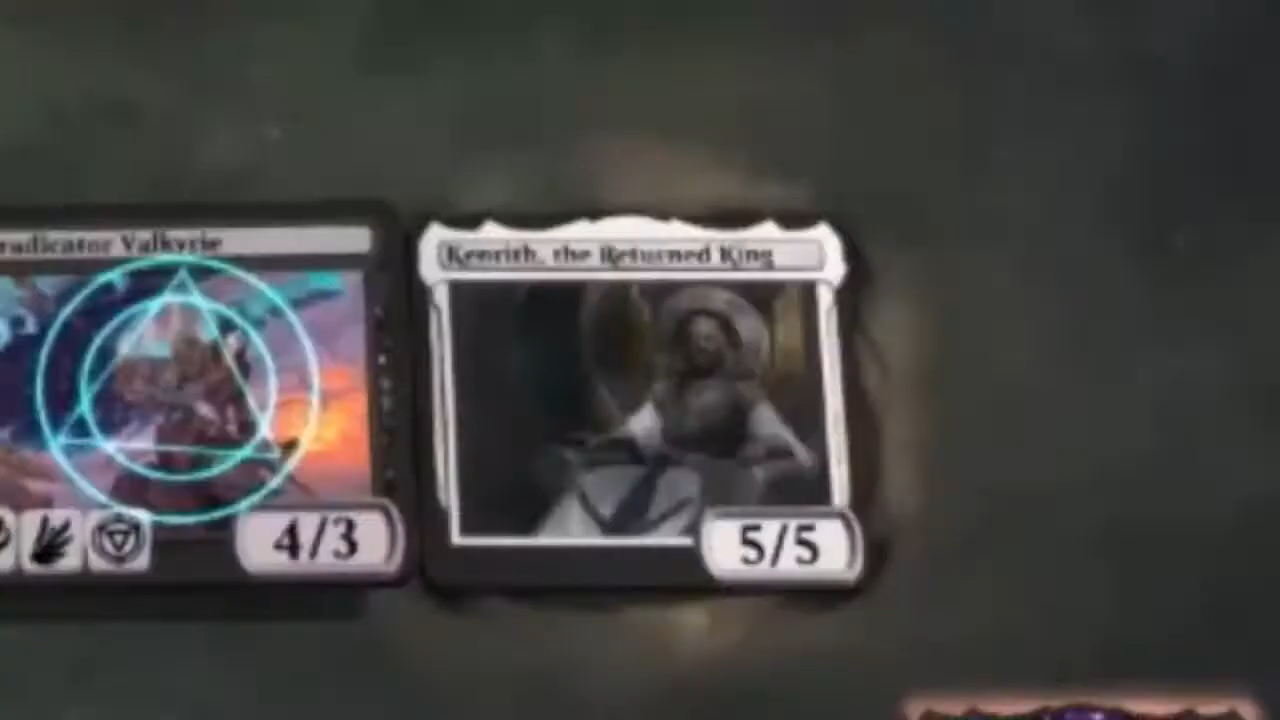 radicator Valkyrie
Kenrith, the Returned King
4/3
5/5